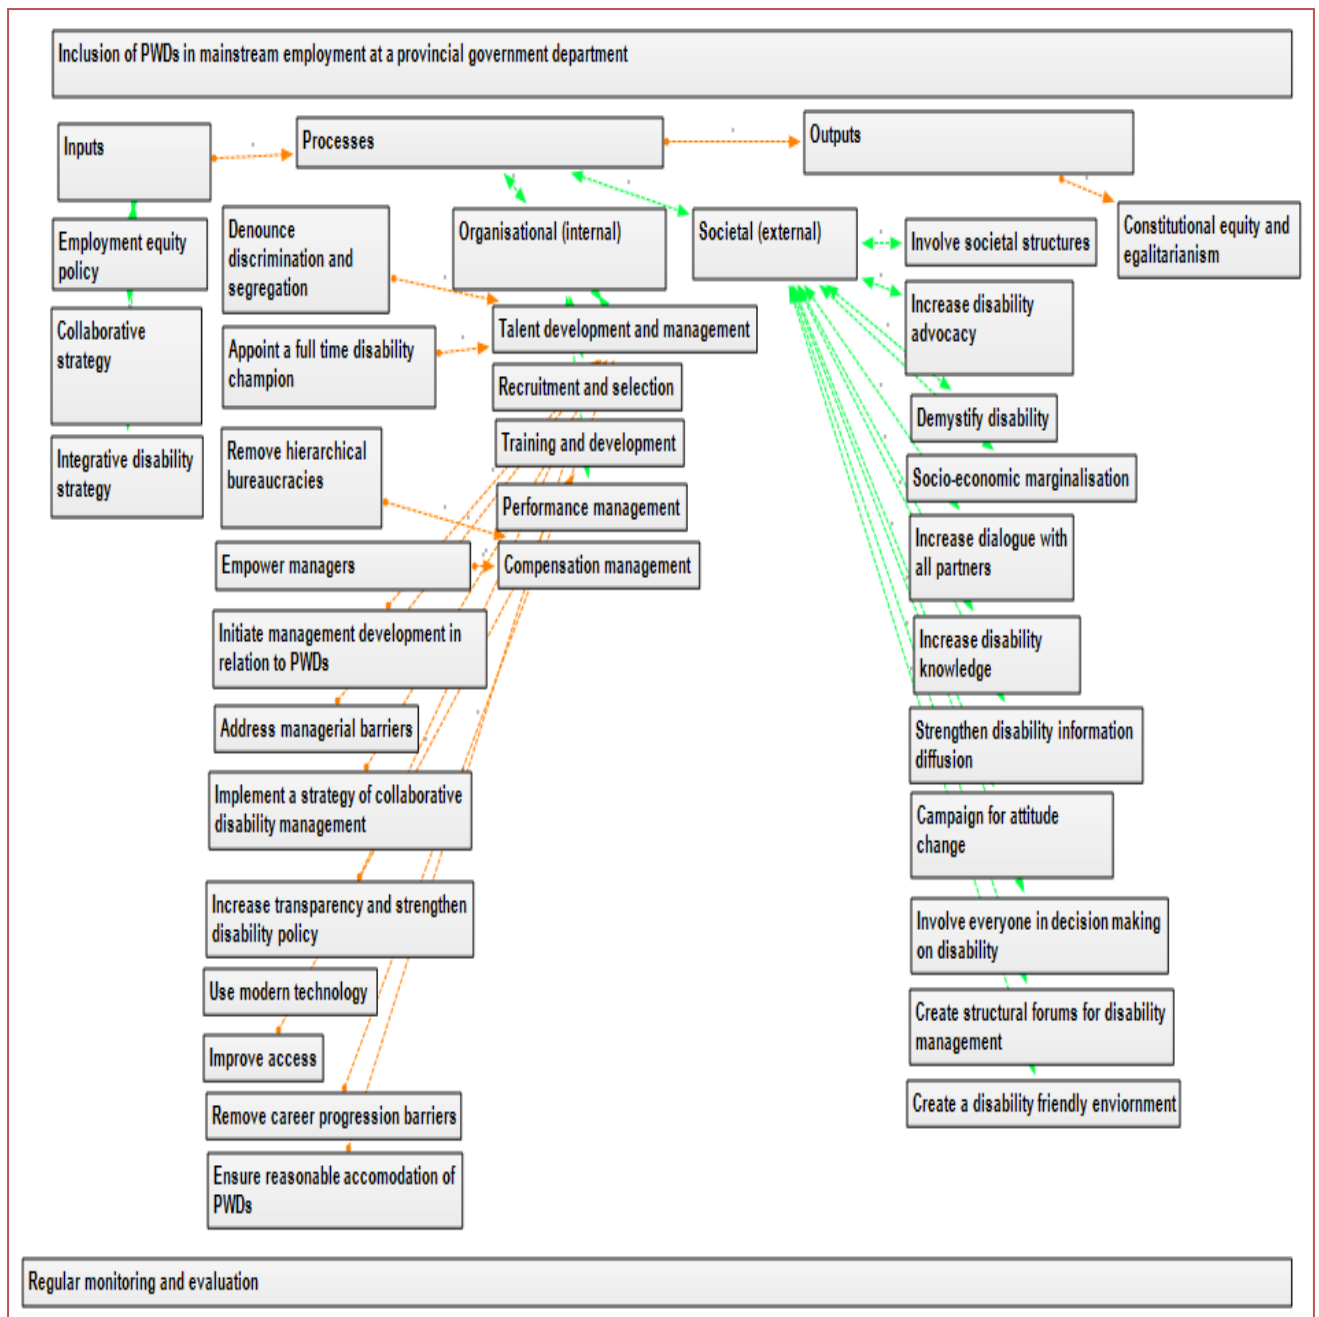 Inclusion of PWDs in mainstream employment at a provincial government department
Inputs
Processes
Outputs
Employment equity
policy
Collaborative
strategy
Integrative disability
strategy
Denounce
discrimination and
segregation
Appoint a full time disability
champion
Remove hierarchical
bureaucracies
Empower managers
Initiate management development in
relation to PWDs
Address managerial barriers
Implement a strategy of collaborative
disability management
Increase transparency and strengthen
disability policy
Use modern technology
Improve access
Remove career progression barriers
Ensure reasonable accomodation of
PWDs
Organisational (internal)
Talent development and management
Recruitment and selection
Training and development
Performance management
Compensation management
Societal (external)
Involve societal structures
Increase disability
advocacy
Demystify disability
Socio-economic marginalisation
Increase dialogue with
all partners
Increase disability
knowledge
Strengthen disability information
diffusion
Campaign for attitude
change
Involve everyone in decision making
on disability
Create structural forums for disability
management
Create a disability friendly enviornment
Constitutional equity and
egalitarianism
Regular monitoring and evaluation